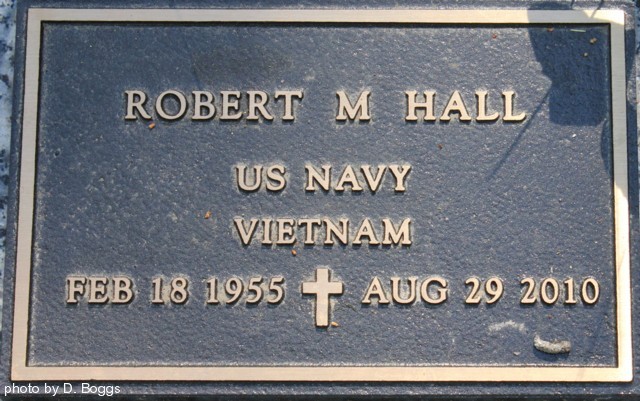 ROBERT M HALL
US NAVY
VIETNAM
FEB 18 1955 AUG 29 2010
photo by D. Boggs